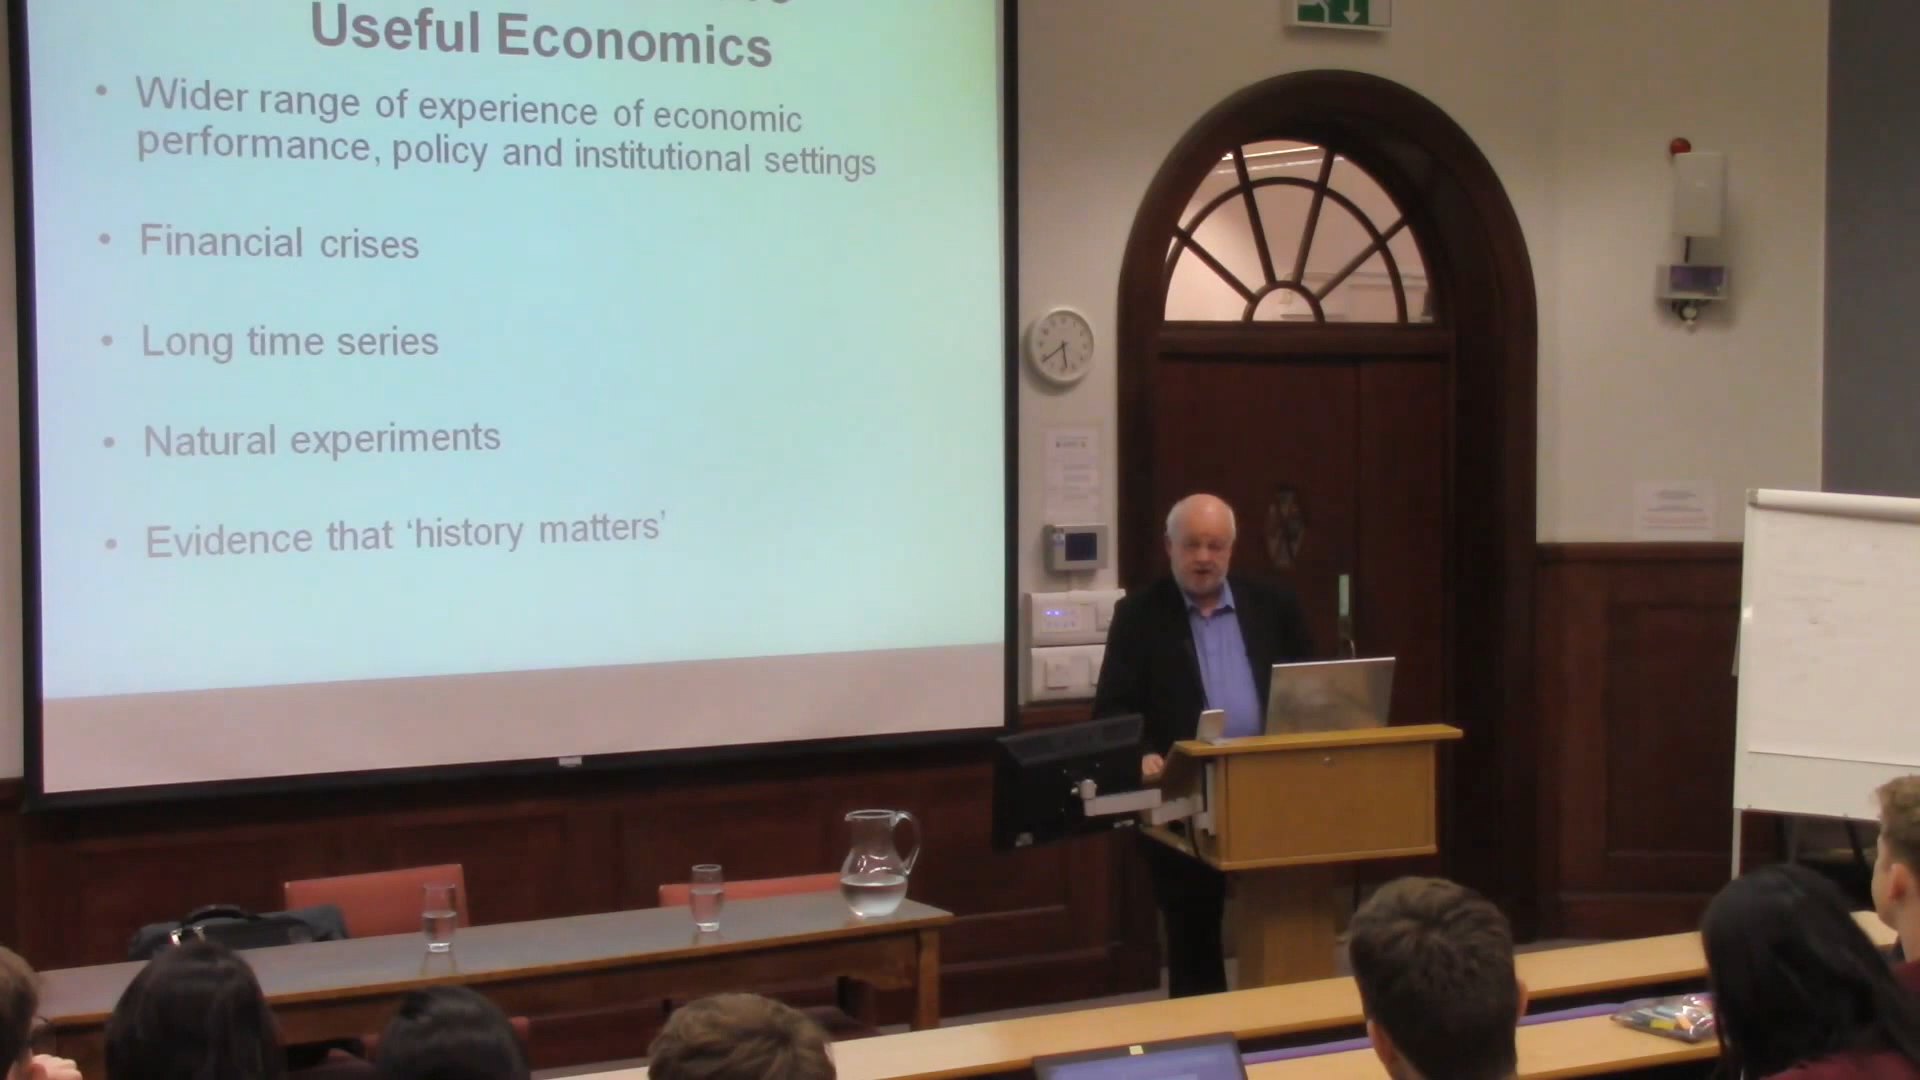 Useful Economics
• Wider range of experience of economic
performance, policy and institutional settings
• Financial crises
• Long time series
• Natural experiments
• Evidence that ‘history matters’